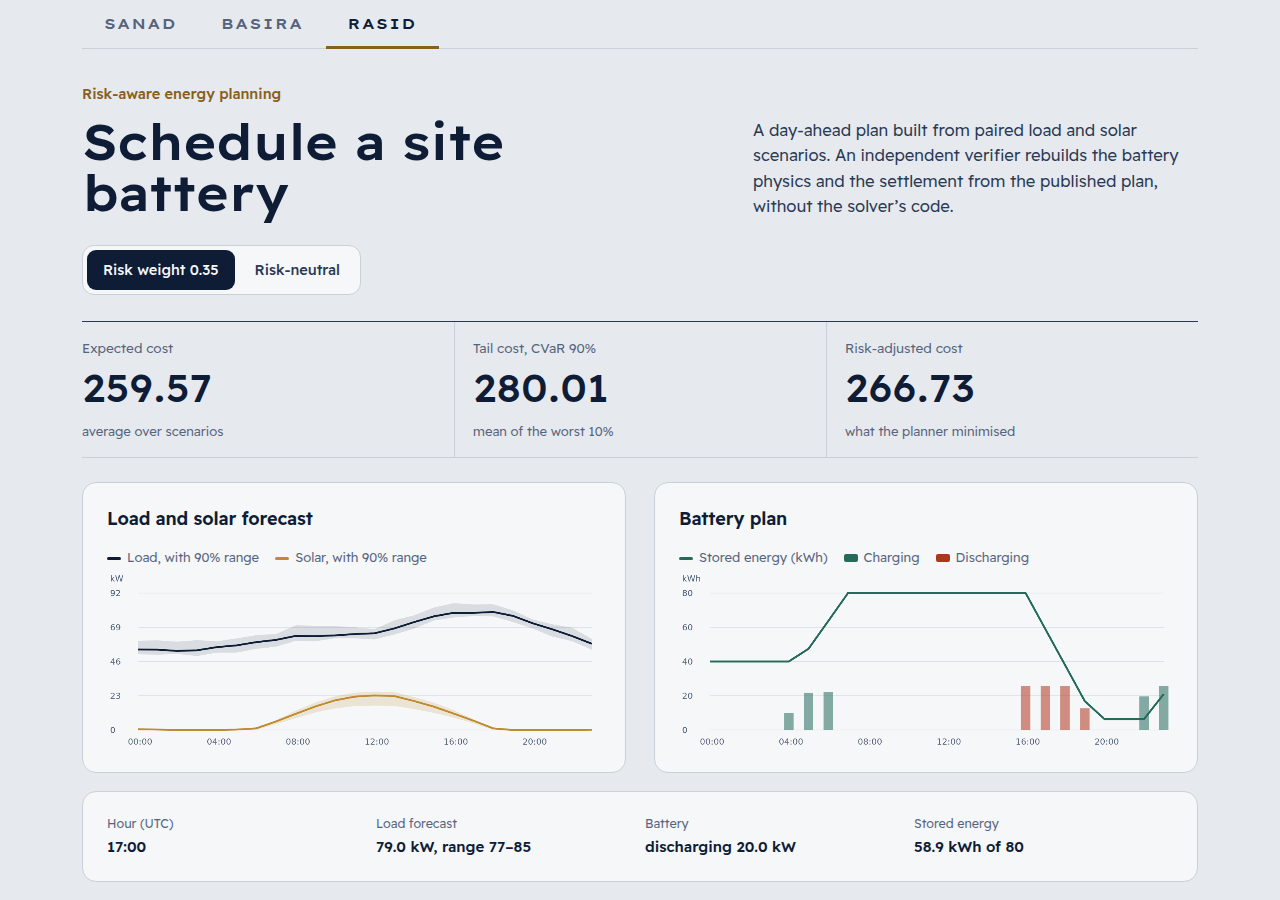 SANAD BASIRA RASID
Risk-aware energy planning
Schedule a site
battery
A day-ahead plan built from paired load and solar
scenarios. An independent verifier rebuilds the battery
physics and the settlement from the published plan,
without the solver’s code.
Risk weight 0.35 Risk-neutral
Expected cost
259.57
average over scenarios
Tail cost, CVaR 90%
280.01
mean of the worst 10%
Risk-adjusted cost
266.73
what the planner minimised
Load and solar forecast
Load, with 90% range Solar, with 90% range
kW
92
69
46
23
0
00:00 04:00 08:00 12:00 16:00 20:00
Battery plan
Stored energy (kWh) Charging Discharging
kWh
80
60
40
20
0
00:00 04:00 08:00 12:00 16:00 20:00
Hour (UTC)
17:00
Load forecast
79.0 kW, range 77–85
Battery
discharging 20.0 kW
Stored energy
58.9 kWh of 80